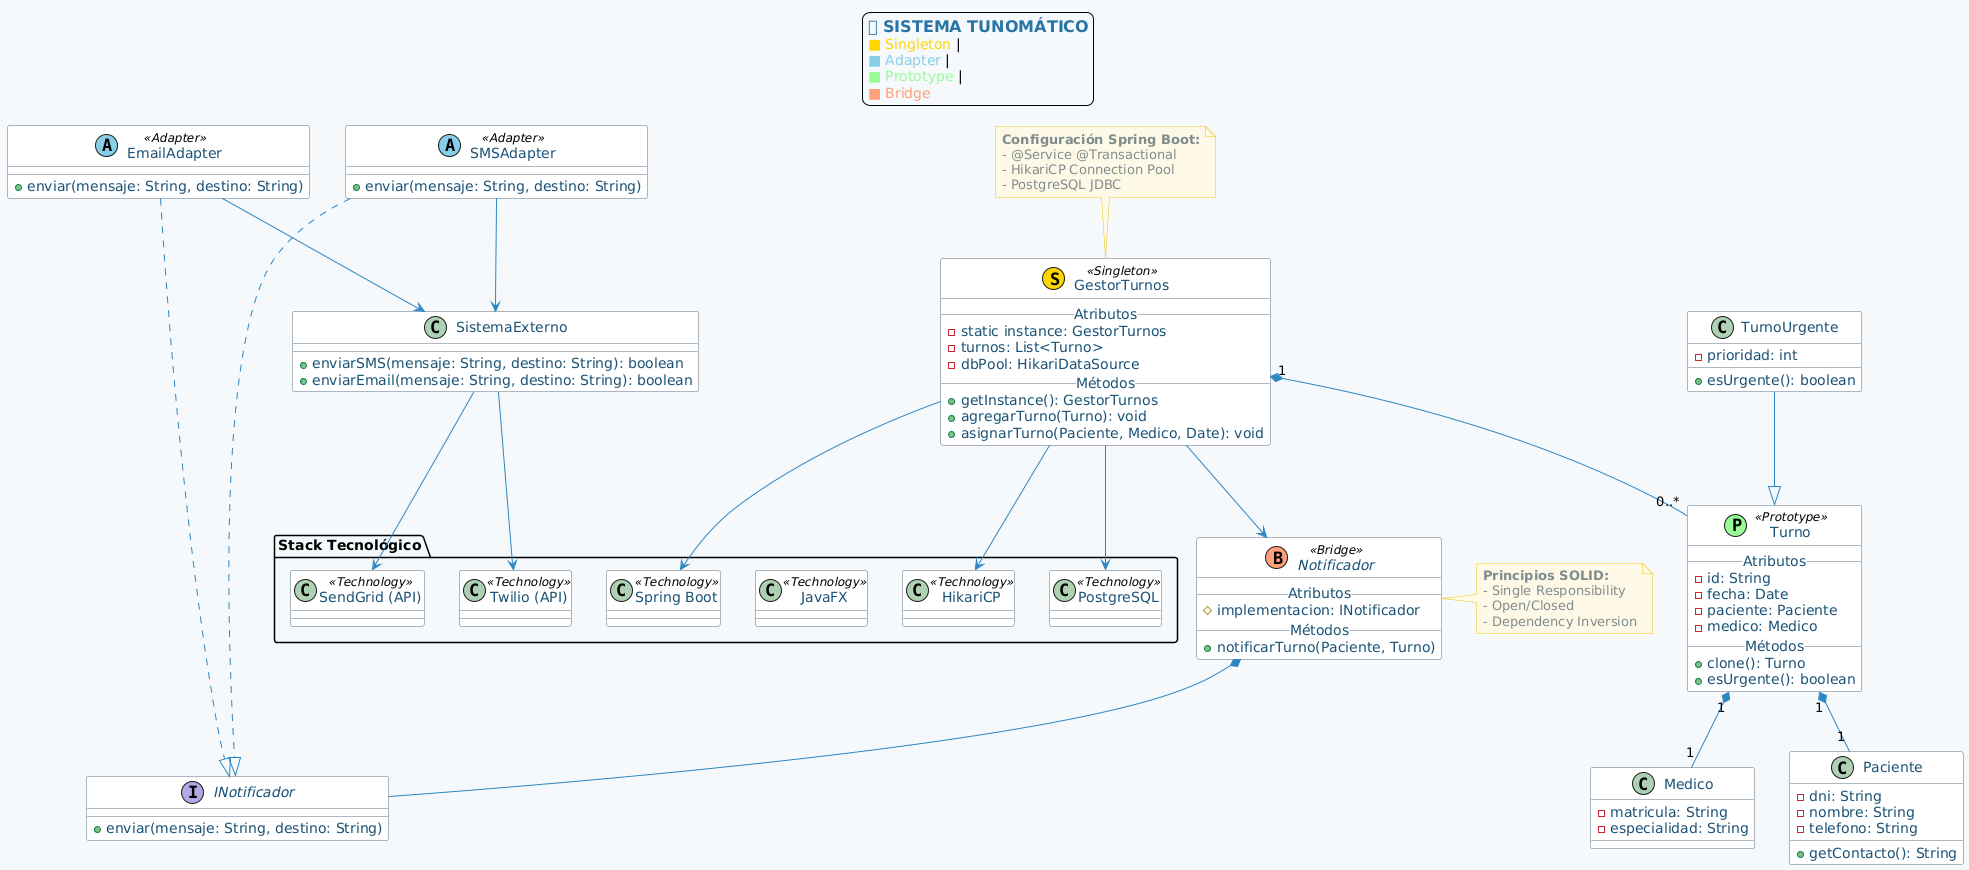 SISTEMA TUNOMÁTICO
Singleton |
Adapter |
Prototype |
Bridge
«Adapter»
A
EmailAdapter
enviar(mensaje: String, destino: String)
«Adapter»
A
SMSAdapter
enviar(mensaje: String, destino: String)
Configuración Spring Boot:
- @Service @Transactional
- HikariCP Connection Pool
- PostgreSQL JDBC
C SistemaExterno
enviarSMS(mensaje: String, destino: String): boolean
enviarEmail(mensaje: String, destino: String): boolean
«Singleton»
S
GestorTurnos
Atributos
static instance: GestorTurnos
turnos: List<Turno>
dbPool: HikariDataSource
Métodos
getInstance(): GestorTurnos
agregarTurno(Turno): void
asignarTurno(Paciente, Medico, Date): void
1
0..*
C TurnoUrgente
prioridad: int
esUrgente(): boolean
Stack Tecnológico
«Technology»
C
SendGrid (API)
«Technology»
C
Twilio (API)
«Technology»
C
Spring Boot
«Technology»
C
JavaFX
«Technology»
C
HikariCP
«Technology»
C
PostgreSQL
«Bridge»
B
Notificador
Atributos
implementacion: INotificador
Métodos
notificarTurno(Paciente, Turno)
Principios SOLID:
- Single Responsibility
- Open/Closed
- Dependency Inversion
«Prototype»
P
Turno
Atributos
id: String
fecha: Date
paciente: Paciente
medico: Medico
Métodos
clone(): Turno
esUrgente(): boolean
1
1
1
1
I INotificador
enviar(mensaje: String, destino: String)
C Medico
matricula: String
especialidad: String
C Paciente
dni: String
nombre: String
telefono: String
getContacto(): String